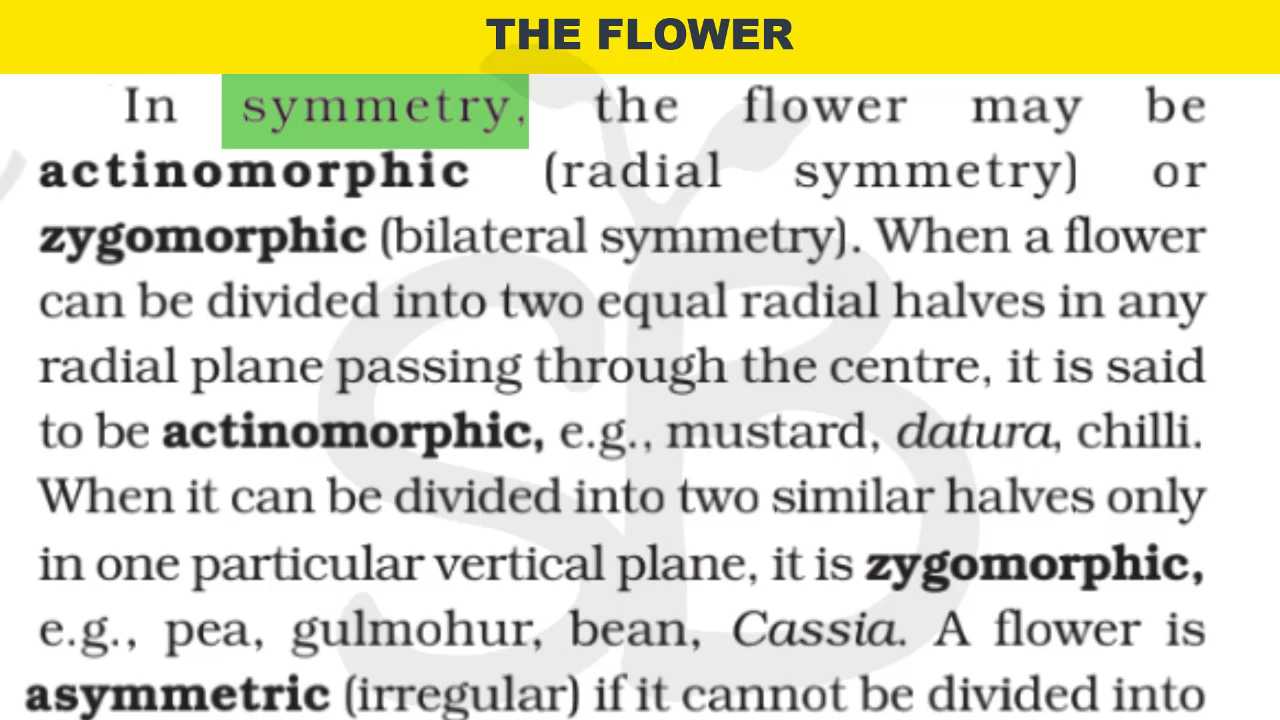 THE FLOWER
In symmetry, the flower may be
actinomorphic (radial symmetry) or
zygomorphic (bilateral symmetry). When a flower
can be divided into two equal radial halves in any
radial plane passing through the centre, it is said
to be actinomorphic, e.g., mustard, datura, chilli.
When it can be divided into two similar halves only
in one particular vertical plane, it is zygomorphic,
e.g., pea, gulmohur, bean, Cassia. A flower is
asymmetric (irregular) if it cannot be divided into
SB